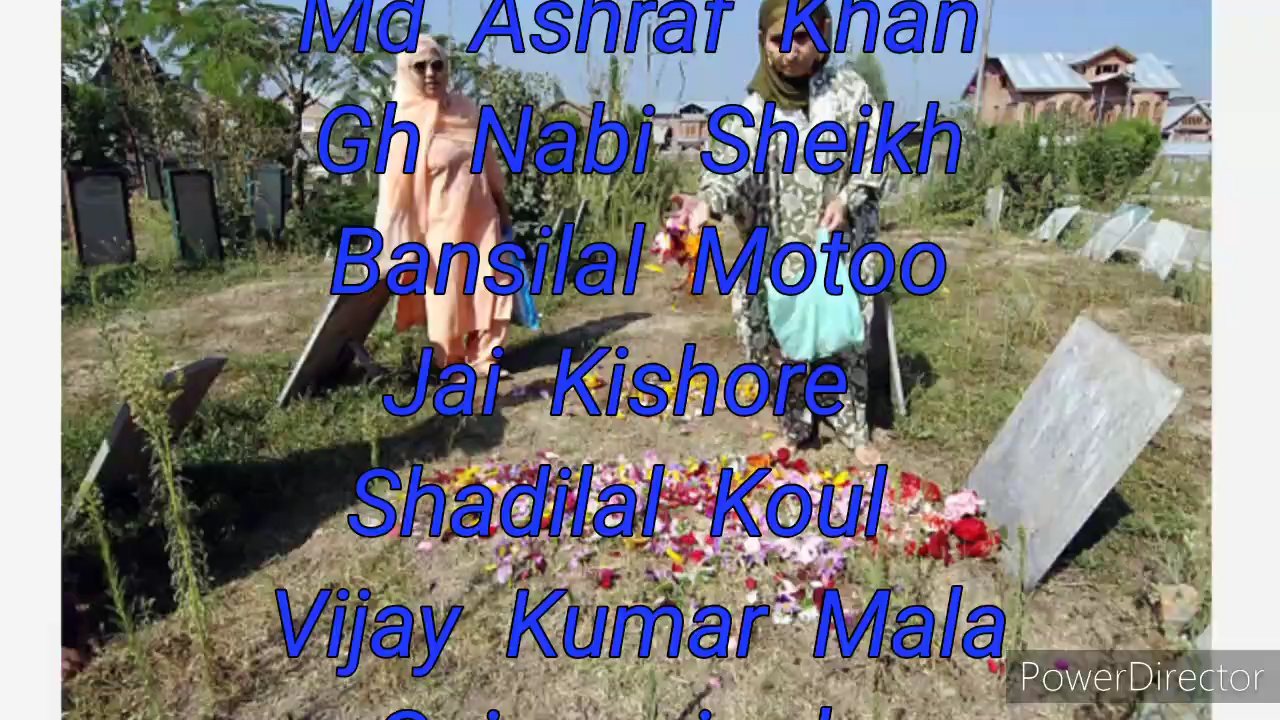 Md Ashraf Khan
Gh Nabi Sheikh
Bansilal Motoo
Jai Kishore
Shadilal Koul
Vijay Kumar Mala
PowerDirector